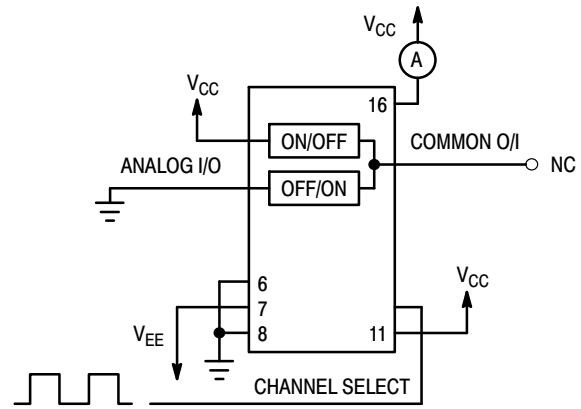 VCC
A
VCC
16
ON/OFF
COMMON O/I
ANALOG I/O
OFF/ON
NC
6
7
8
VEE
VCC
11
CHANNEL SELECT